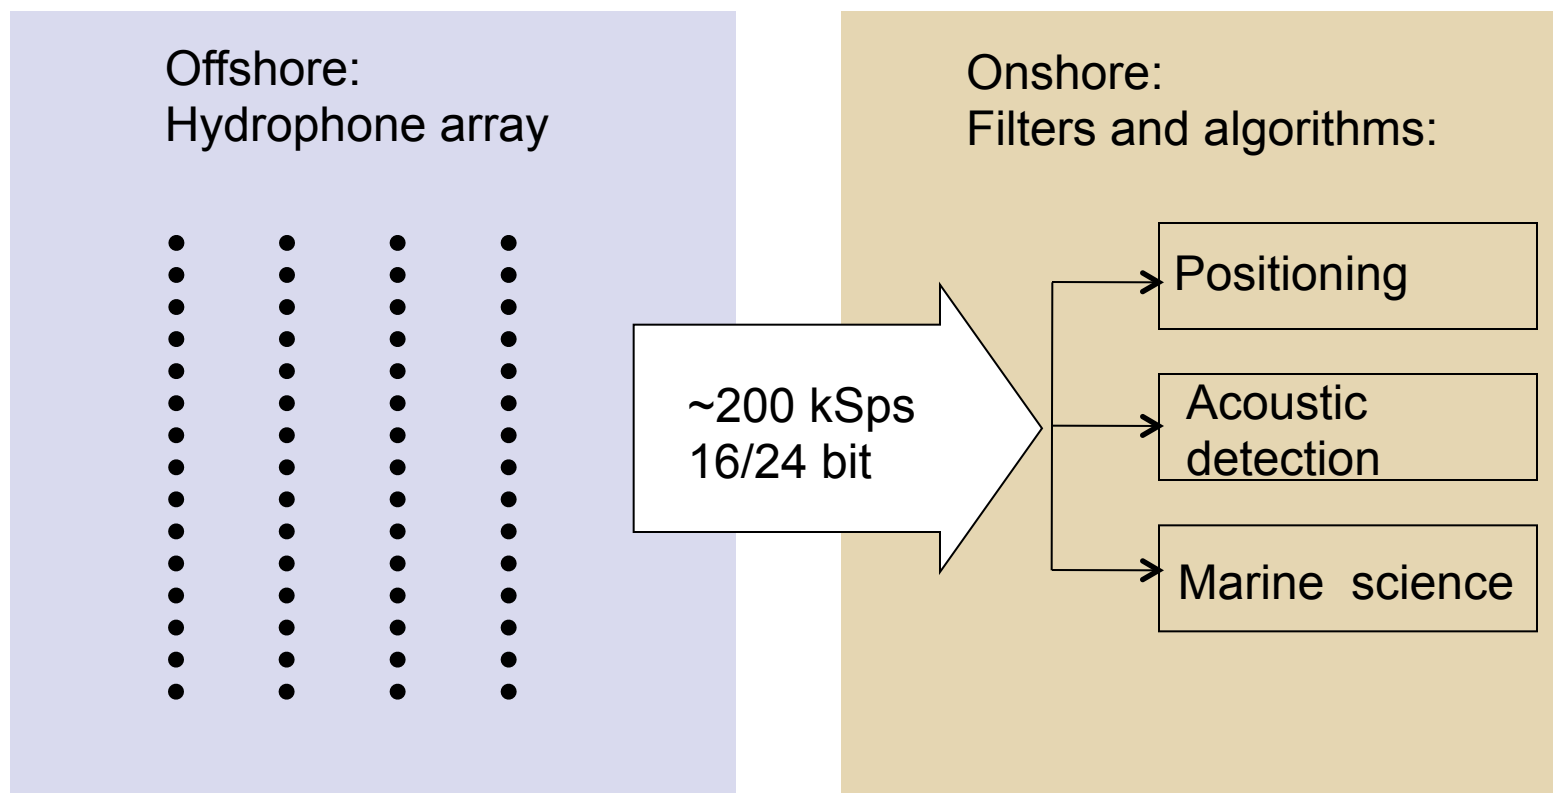 Offshore:
Hydrophone array
Onshore:
Filters and algorithms:
~200 kSps
16/24 bit
Positioning
Acoustic
detection
Marine science